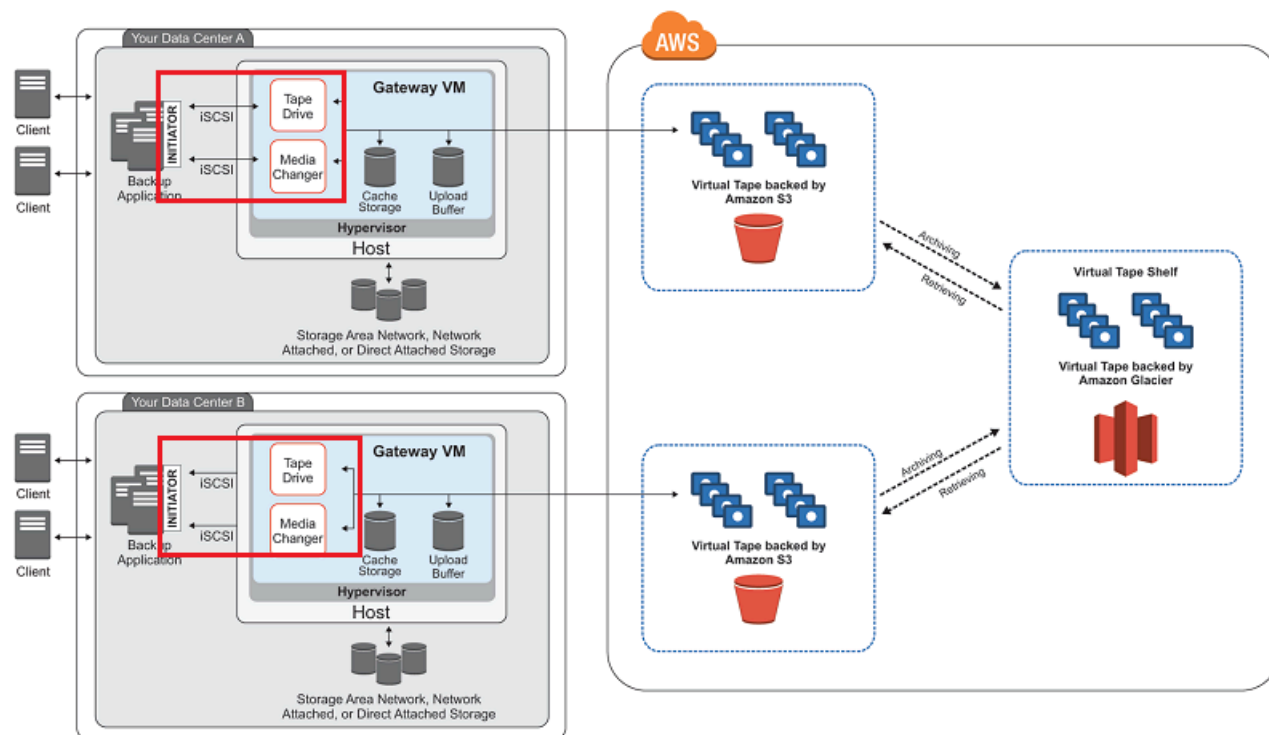 Your Data Center A
Client
Client
Backup
Application
INITIATOR
iSCSI
iSCSI
Gateway VM
Tape
Drive
Media
Changer
Cache
Storage
Upload
Buffer
Hypervisor
Host
Storage Area Network, Network
Attached, or Direct Attached Storage
Your Data Center B
Client
Client
Backup
Application
INITIATOR
iSCSI
iSCSI
Gateway VM
Tape
Drive
Media
Changer
Cache
Storage
Upload
Buffer
Hypervisor
Host
Storage Area Network, Network
Attached, or Direct Attached Storage
AWS
Virtual Tape backed by
Amazon S3
Archiving
Retrieving
Virtual Tape Shelf
Virtual Tape backed by
Amazon Glacier
Virtual Tape backed by
Amazon S3
Archiving
Retrieving